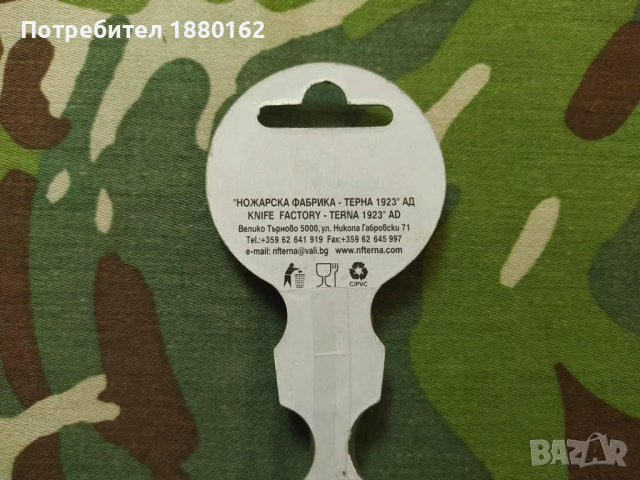 Потребител 1880162
"НОЖАРСКА ФАБРИКА - ТЕРНА 1923" АД
KNIFE FACTORY - TERNA 1923" AD
Велико Търново 5000, ул. Никола Габровски 71
Tel.:+359 62 641 919 Fax:+359 62 645 997
e-mail: nfterna@vali.bg www.nfterna.com
C/PVC
BAZAR